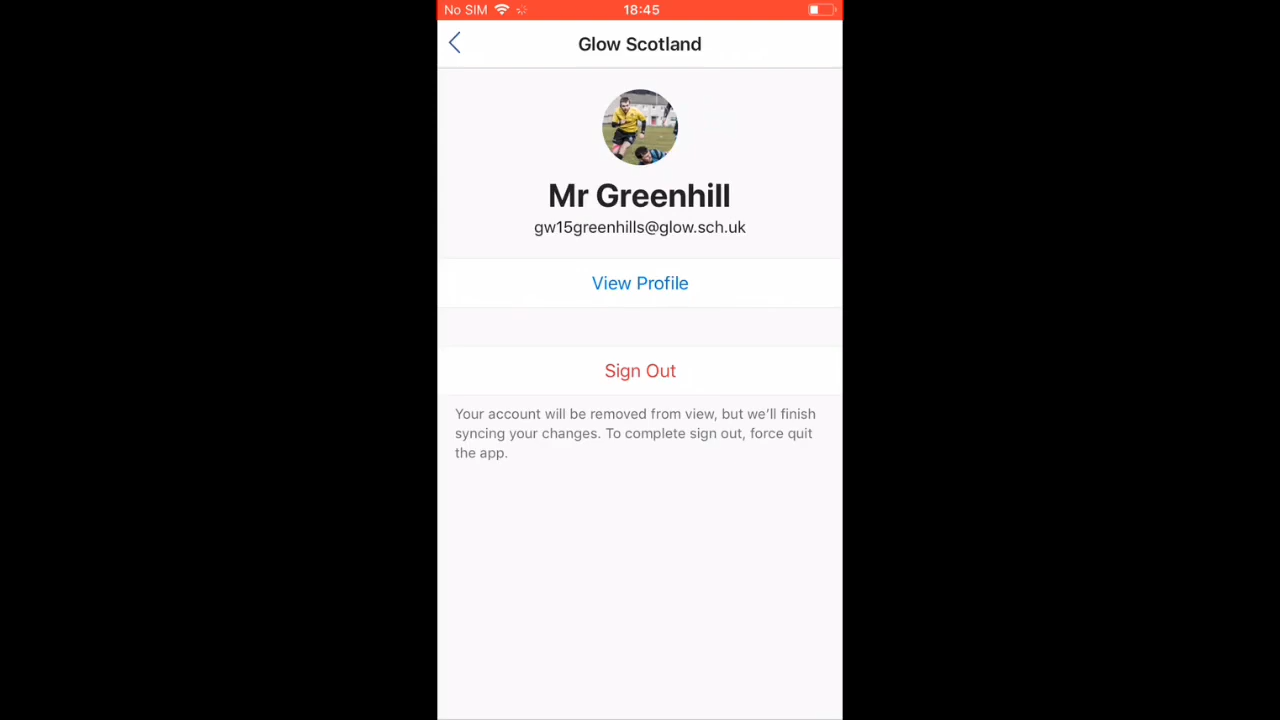 No SIM 18:45
Glow Scotland
Mr Greenhill
gw15greenhills@glow.sch.uk
View Profile
Sign Out
Your account will be removed from view, but we’ll finish
syncing your changes. To complete sign out, force quit
the app.